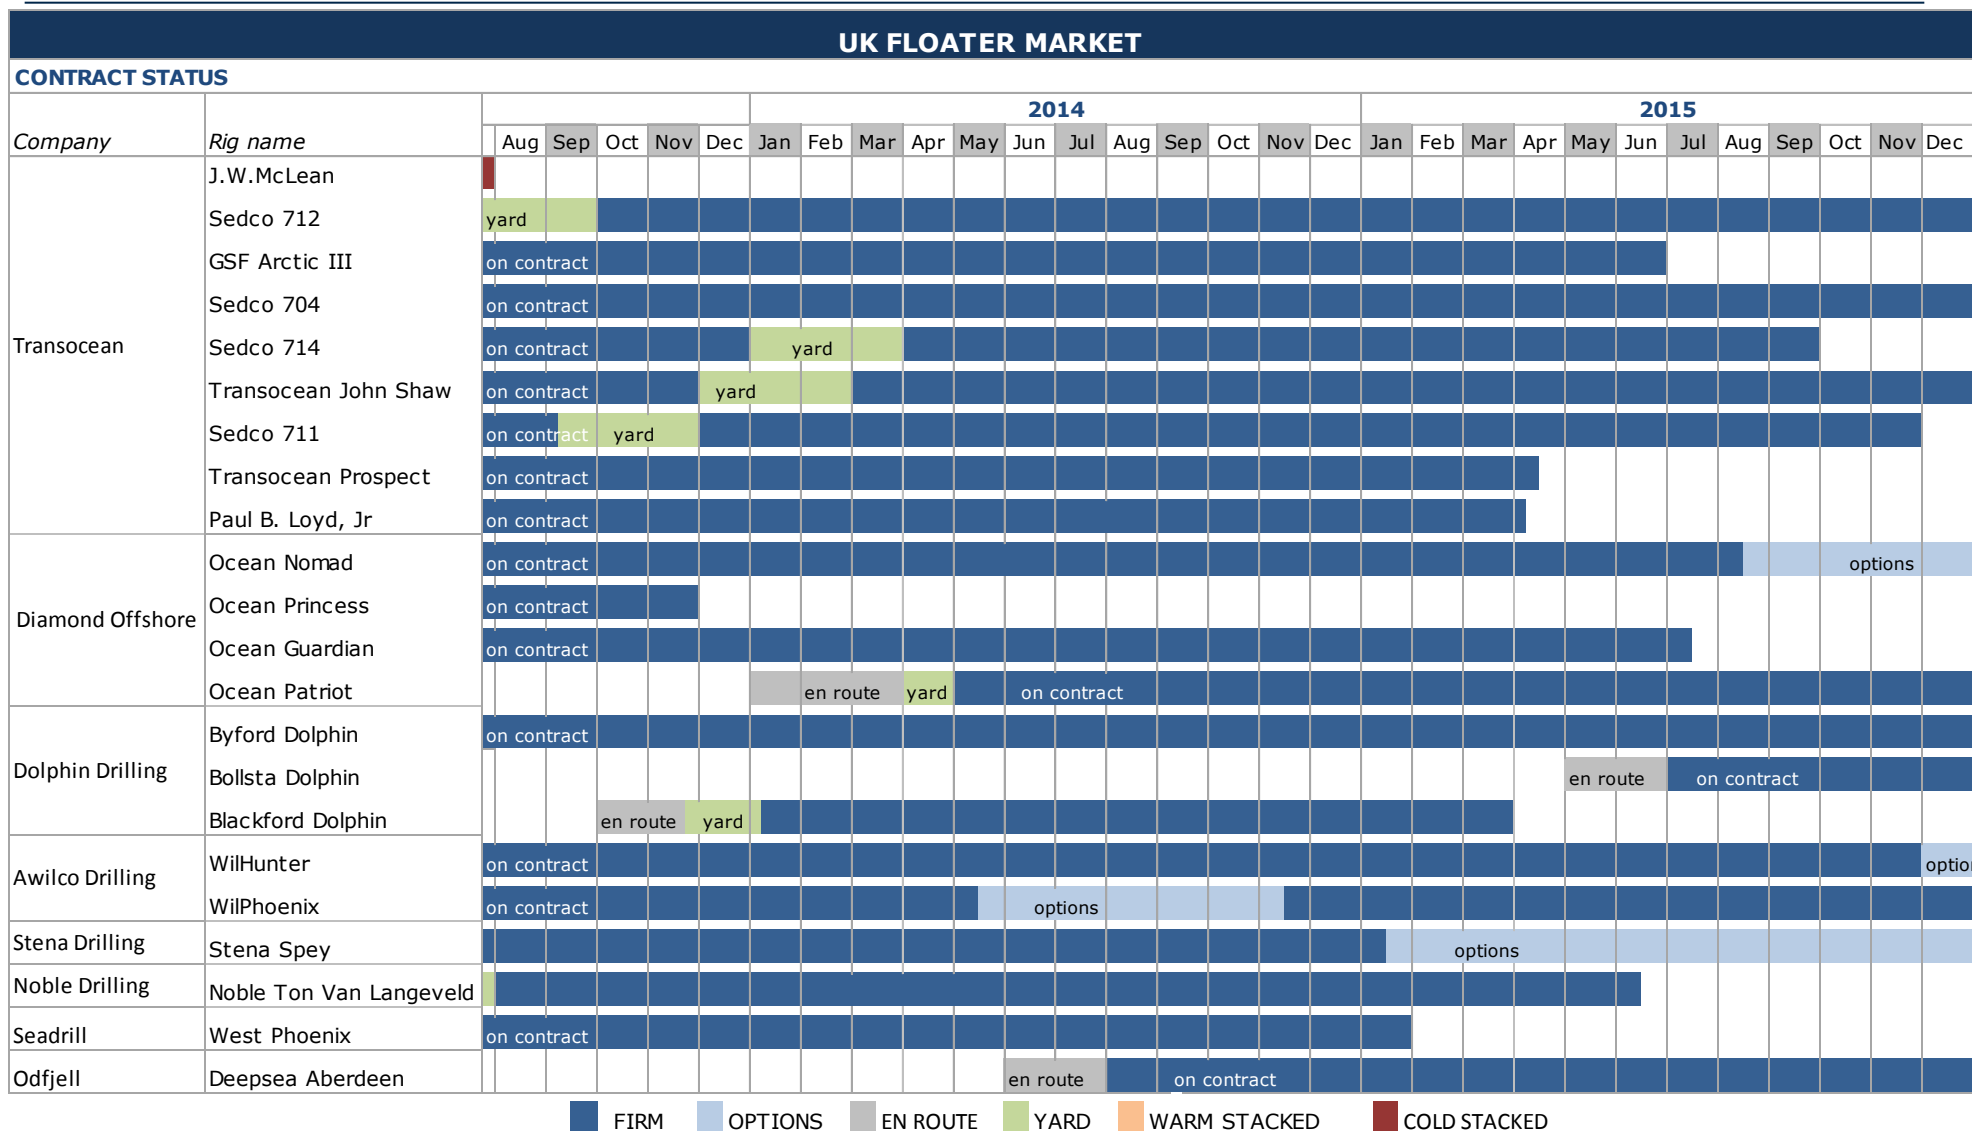 UK FLOATER MARKET
CONTRACT STATUS
2014 2015
Company Rig name Aug Sep Oct Nov Dec Jan Feb Mar Apr May Jun Jul Aug Sep Oct Nov Dec Jan Feb Mar Apr May Jun Jul Aug Sep Oct Nov Dec
J.W.McLean
Sedco 712 yard
GSF Arctic III on contract
Sedco 704 on contract
Transocean Sedco 714 on contract yard
Transocean John Shaw on contract yard
Sedco 711 on contract yard
Transocean Prospect on contract
Paul B. Loyd, Jr on contract
Ocean Nomad on contract options
Ocean Princess on contract
Diamond Offshore
Ocean Guardian on contract
Ocean Patriot en route yard on contract
Byford Dolphin on contract
Dolphin Drilling Bollsta Dolphin en route on contract
Blackford Dolphin en route yard
WilHunter on contract optior
Awilco Drilling
WilPhoenix on contract options
Stena Drilling Stena Spey options
Noble Drilling Noble Ton Van Langeveld
Seadrill West Phoenix on contract
Odfjell Deepsea Aberdeen en route on contract
FIRM OPTIONS EN ROUTE YARD WARM STACKED COLD STACKED